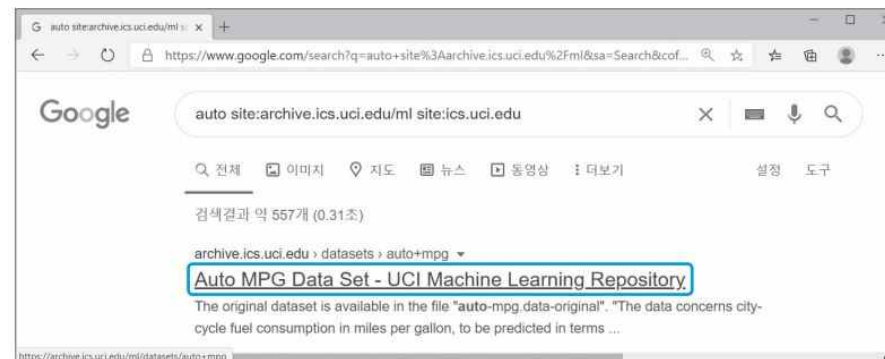 G auto site:archive.ics.uci.edu/ml s
https://www.google.com/search?q=auto+site%3Aarchive.ics.uci.edu%2Fml&sa=Search&cof...
Google
auto site:archive.ics.uci.edu/ml site:ics.uci.edu
전체 이미지 지도 뉴스 동영상 더보기 설정 도구
검색결과 약 557개 (0.31초)
archive.ics.uci.edu › datasets › auto+mpg
Auto MPG Data Set - UCI Machine Learning Repository
The original dataset is available in the file "auto-mpg.data-original". "The data concerns city-
cycle fuel consumption in miles per gallon, to be predicted in terms ...
https://archive.ics.uci.edu/ml/datasets/auto+mpg